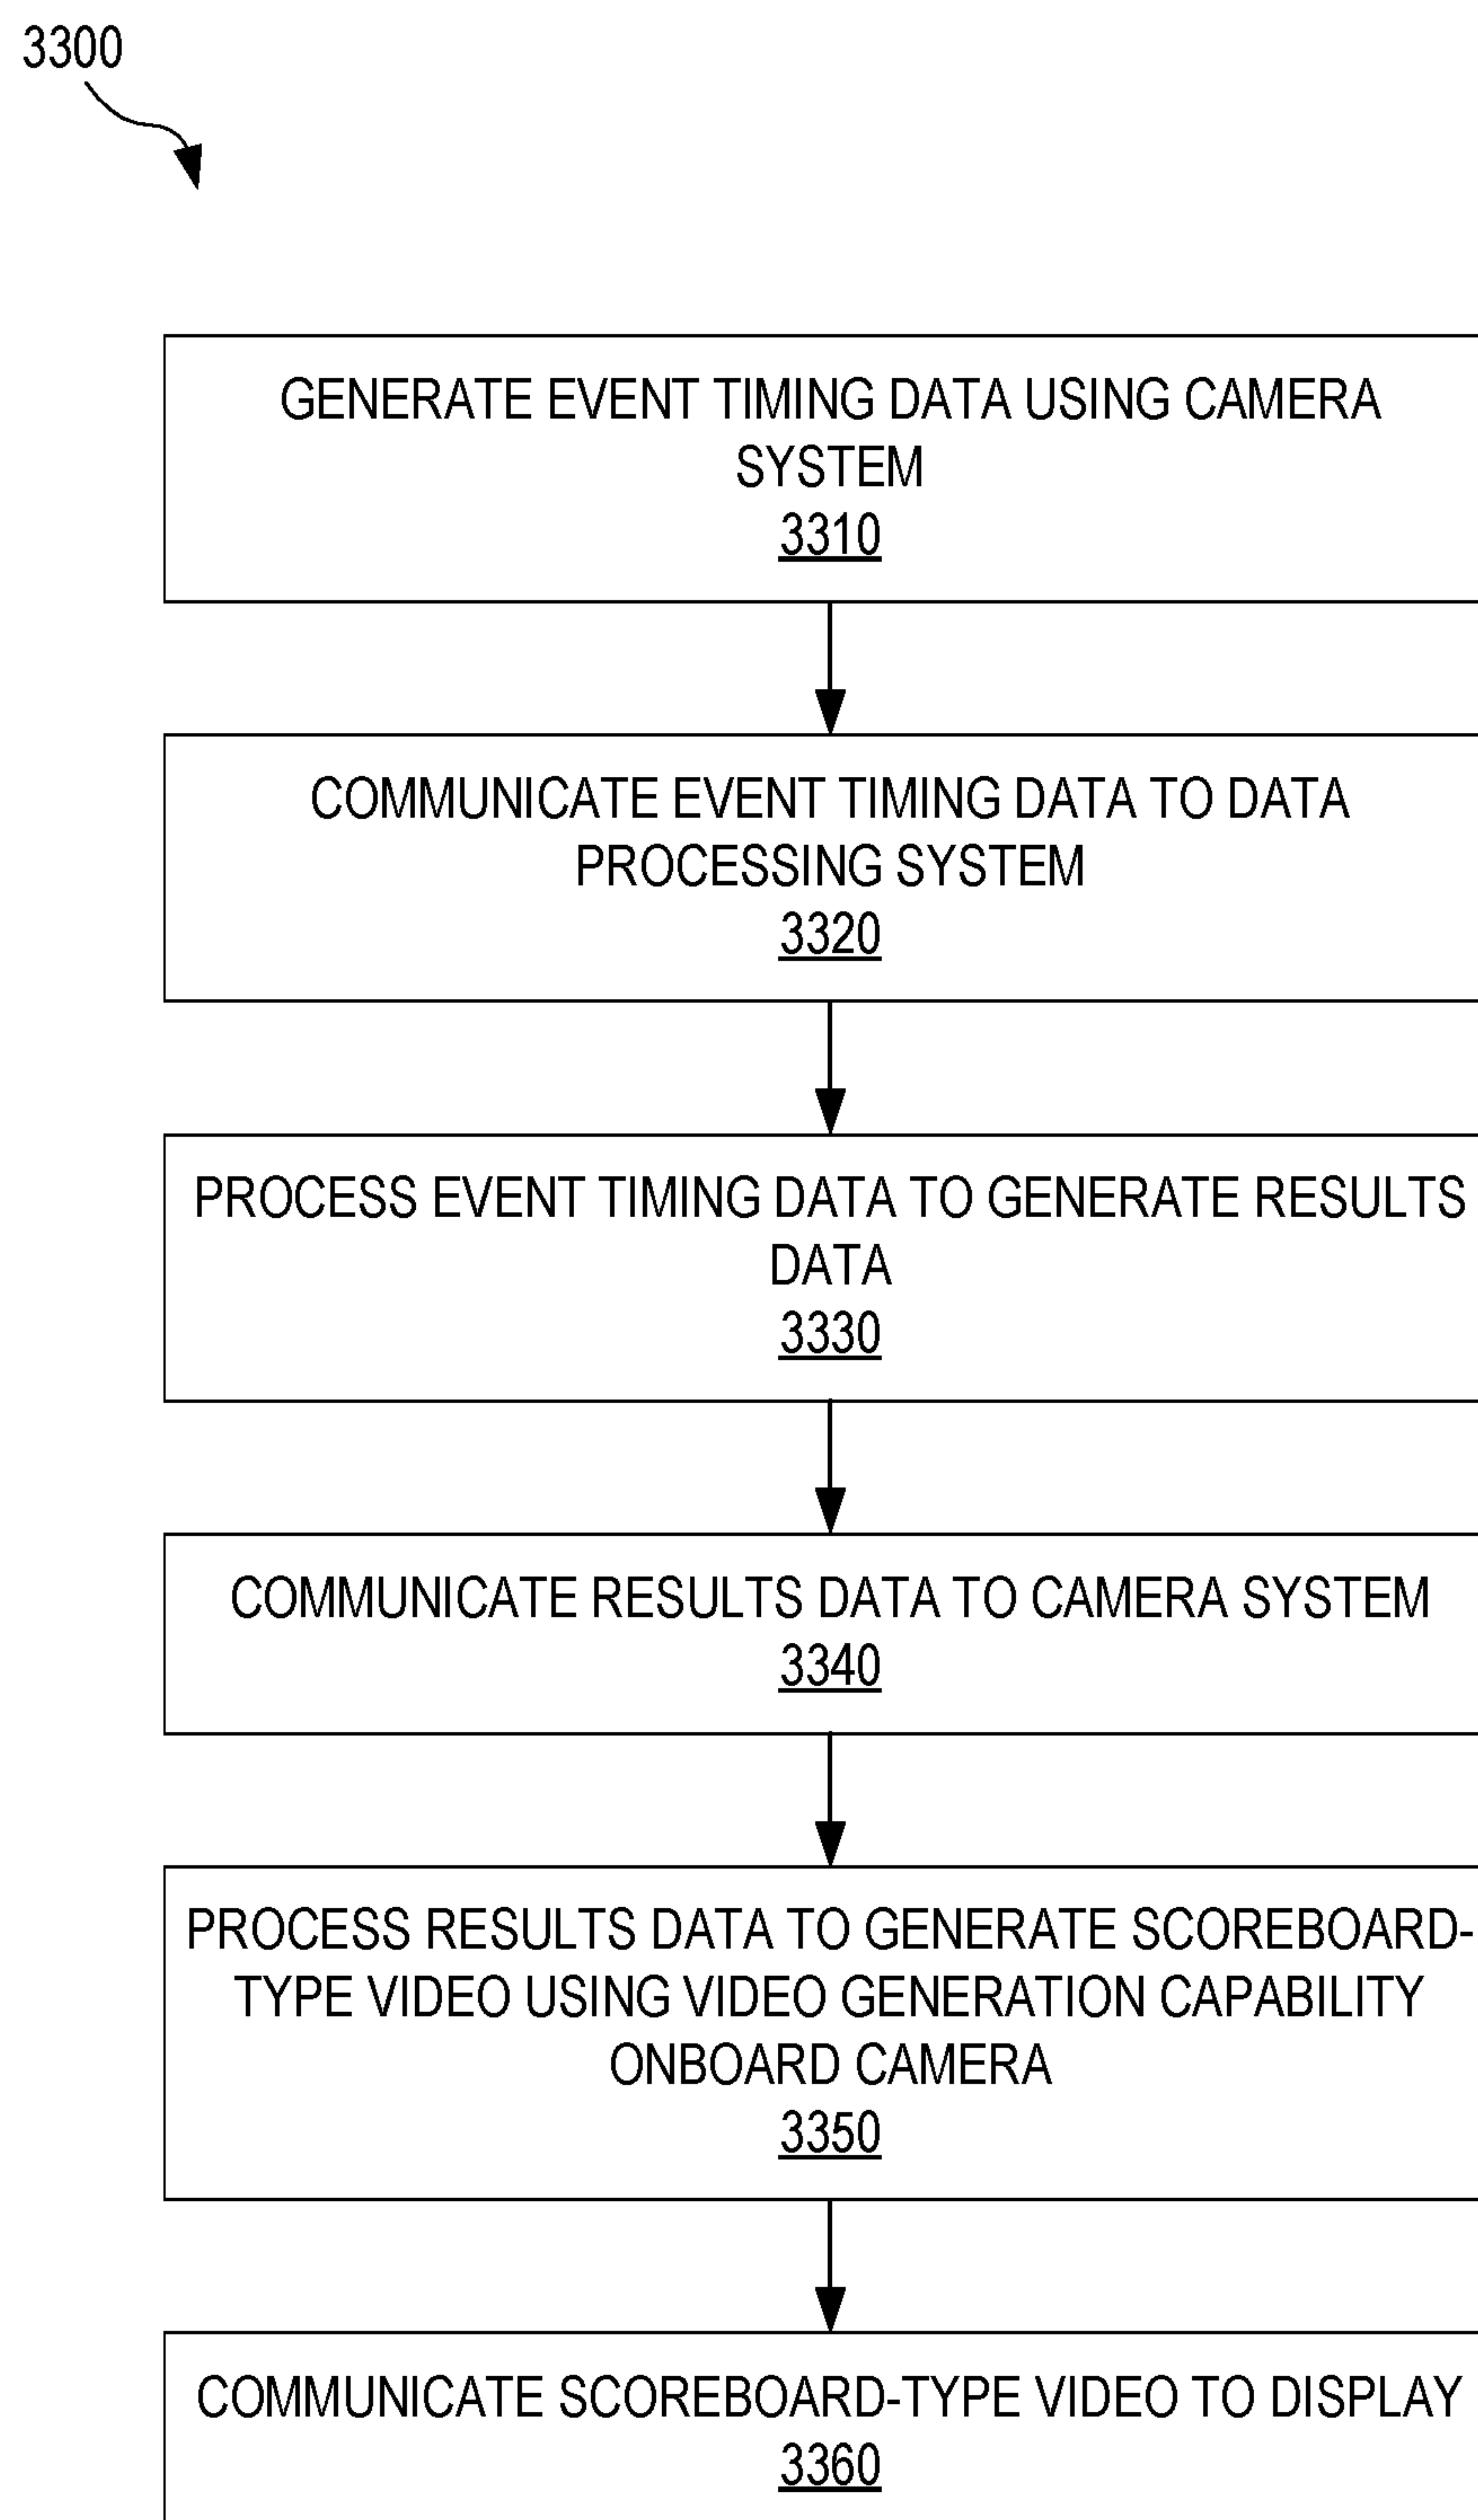 3300
GENERATE EVENT TIMING DATA USING CAMERA
SYSTEM
3310
COMMUNICATE EVENT TIMING DATA TO DATA
PROCESSING SYSTEM
3320
PROCESS EVENT TIMING DATA TO GENERATE RESULTS
DATA
3330
COMMUNICATE RESULTS DATA TO CAMERA SYSTEM
3340
PROCESS RESULTS DATA TO GENERATE SCOREBOARD-
TYPE VIDEO USING VIDEO GENERATION CAPABILITY
ONBOARD CAMERA
3350
COMMUNICATE SCOREBOARD-TYPE VIDEO TO DISPLAY
3360